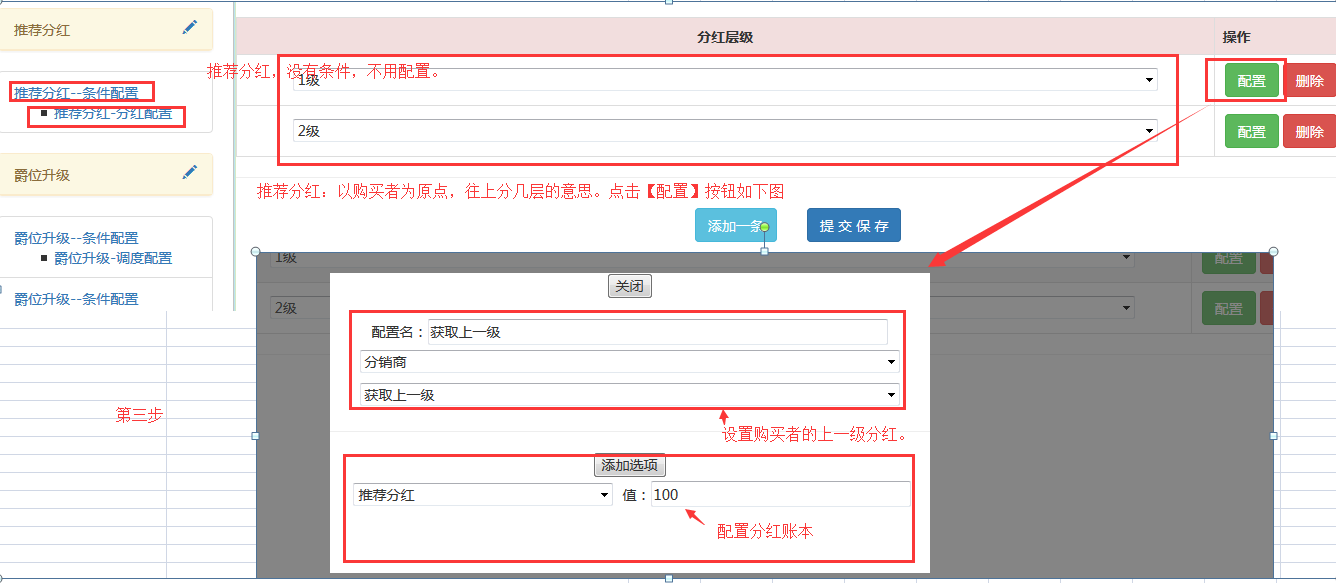 推荐分红
分红层级
操作
推荐分红，没有条件，不用配置。
1级
配置
删除
推荐分红--条件配置
推荐分红-分红配置
2级
配置
删除
爵位升级
推荐分红：以购买者为原点，往上分几层的意思。点击【配置】按钮如下图
添加一条
提 交 保 存
爵位升级--条件配置
爵位升级-调度配置
爵位升级--条件配置
1级
配置
关闭
2级
配置
配置名：获取上一级
分销商
获取上一级
第三步
设置购买者的上一级分红。
添加选项
推荐分红
值：100
配置分红账本